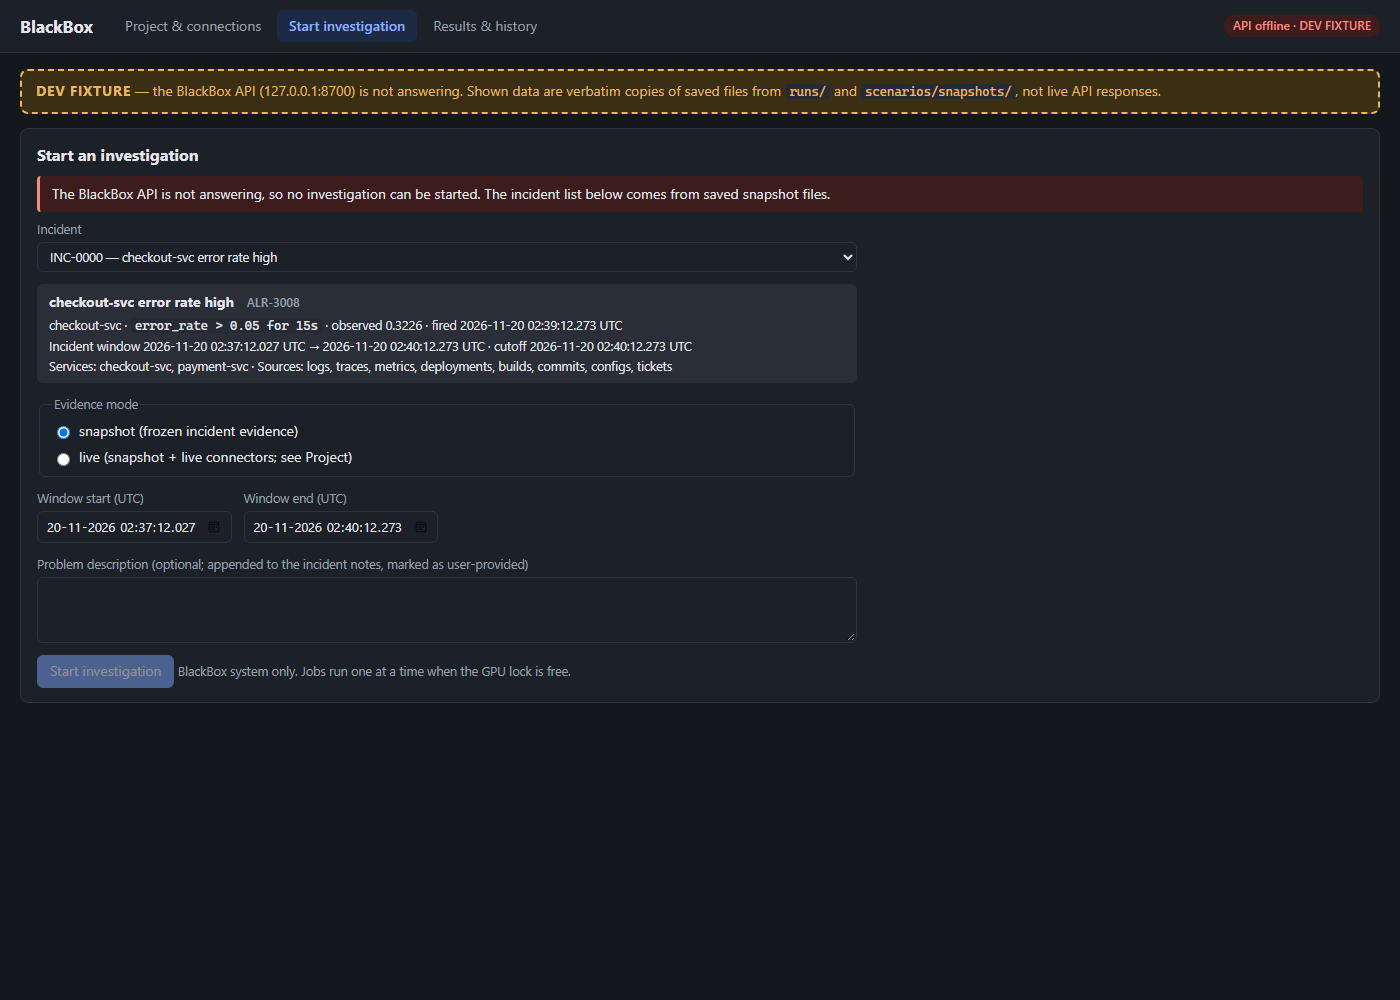 BlackBox
Project & connections
Start investigation
Results & history
API offline · DEV FIXTURE
DEV FIXTURE — the BlackBox API (127.0.0.1:8700) is not answering. Shown data are verbatim copies of saved files from runs/ and scenarios/snapshots/, not live API responses.
Start an investigation
The BlackBox API is not answering, so no investigation can be started. The incident list below comes from saved snapshot files.
Incident
INC-0000 — checkout-svc error rate high
checkout-svc error rate high ALR-3008
checkout-svc · error_rate > 0.05 for 15s · observed 0.3226 · fired 2026-11-20 02:39:12.273 UTC
Incident window 2026-11-20 02:37:12.027 UTC → 2026-11-20 02:40:12.273 UTC · cutoff 2026-11-20 02:40:12.273 UTC
Services: checkout-svc, payment-svc · Sources: logs, traces, metrics, deployments, builds, commits, configs, tickets
Evidence mode
snapshot (frozen incident evidence)
live (snapshot + live connectors; see Project)
Window start (UTC)
Window end (UTC)
20-11-2026 02:37:12.027
20-11-2026 02:40:12.273
Problem description (optional; appended to the incident notes, marked as user-provided)
Start investigation
BlackBox system only. Jobs run one at a time when the GPU lock is free.